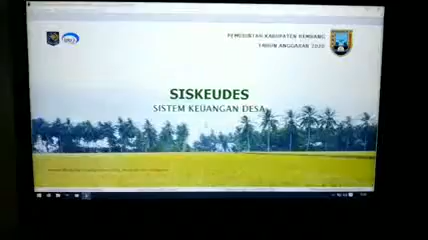 PEMERINTAH KABUPATEN REMBANG
TAHUN ANGGARAN 2020
SISKEUDES
SISTEM KEUANGAN DESA